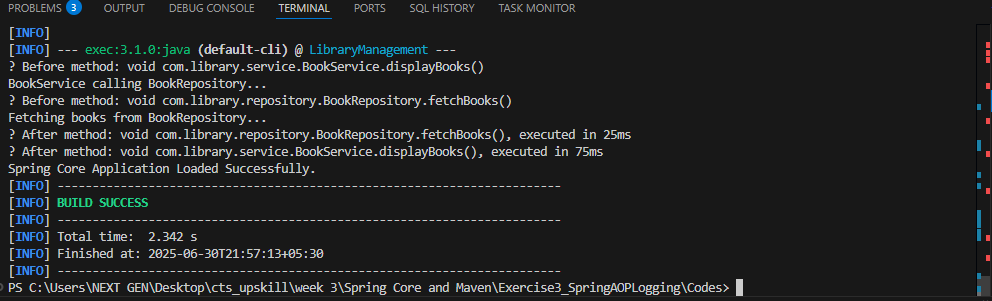 PROBLEMS 3 OUTPUT DEBUG CONSOLE TERMINAL PORTS SQL HISTORY TASK MONITOR
[INFO]
[INFO] --- exec:3.1.0:java (default-cli) @ LibraryManagement ---
? Before method: void com.library.service.BookService.displayBooks()
BookService calling BookRepository...
? Before method: void com.library.repository.BookRepository.fetchBooks()
Fetching books from BookRepository...
? After method: void com.library.repository.BookRepository.fetchBooks(), executed in 25ms
? After method: void com.library.service.BookService.displayBooks(), executed in 75ms
Spring Core Application Loaded Successfully.
[INFO] ------------------------------------------------------------------------
[INFO] BUILD SUCCESS
[INFO] ------------------------------------------------------------------------
[INFO] Total time:  2.342 s
[INFO] Finished at: 2025-06-30T21:57:13+05:30
[INFO] ------------------------------------------------------------------------
PS C:\Users\NEXT GEN\Desktop\cts_upskill\week 3\Spring Core and Maven\Exercise3_SpringAOPLogging\Codes>